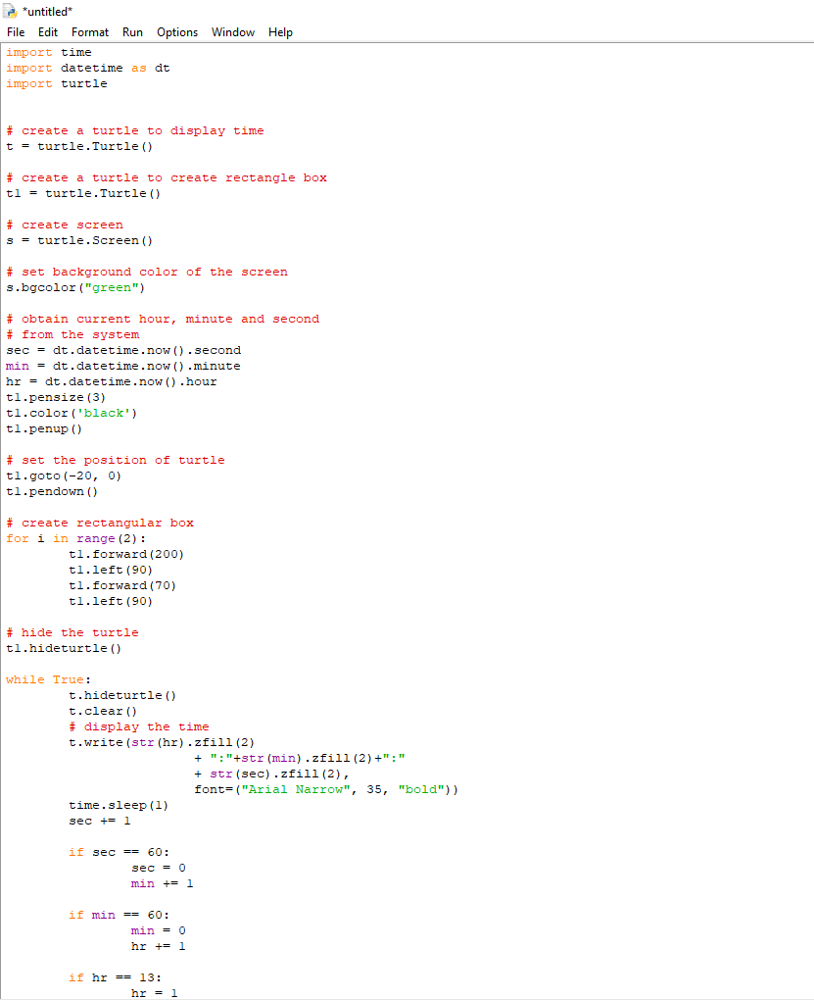 *untitled*
File Edit Format Run Options Window Help
import time
import datetime as dt
import turtle


# create a turtle to display time
t = turtle.Turtle()

# create a turtle to create rectangle box
t1 = turtle.Turtle()

# create screen
s = turtle.Screen()

# set background color of the screen
s.bgcolor("green")

# obtain current hour, minute and second
# from the system
sec = dt.datetime.now().second
min = dt.datetime.now().minute
hr = dt.datetime.now().hour
t1.pensize(3)
t1.color('black')
t1.penup()

# set the position of turtle
t1.goto(-20, 0)
t1.pendown()

# create rectangular box
for i in range(2):
        t1.forward(200)
        t1.left(90)
        t1.forward(70)
        t1.left(90)

# hide the turtle
t1.hideturtle()

while True:
        t.hideturtle()
        t.clear()
        # display the time
        t.write(str(hr).zfill(2)
                        + ":"+str(min).zfill(2)+":"
                        + str(sec).zfill(2),
                        font=("Arial Narrow", 35, "bold"))
        time.sleep(1)
        sec += 1

        if sec == 60:
                sec = 0
                min += 1

        if min == 60:
                min = 0
                hr += 1

        if hr == 13:
                hr = 1